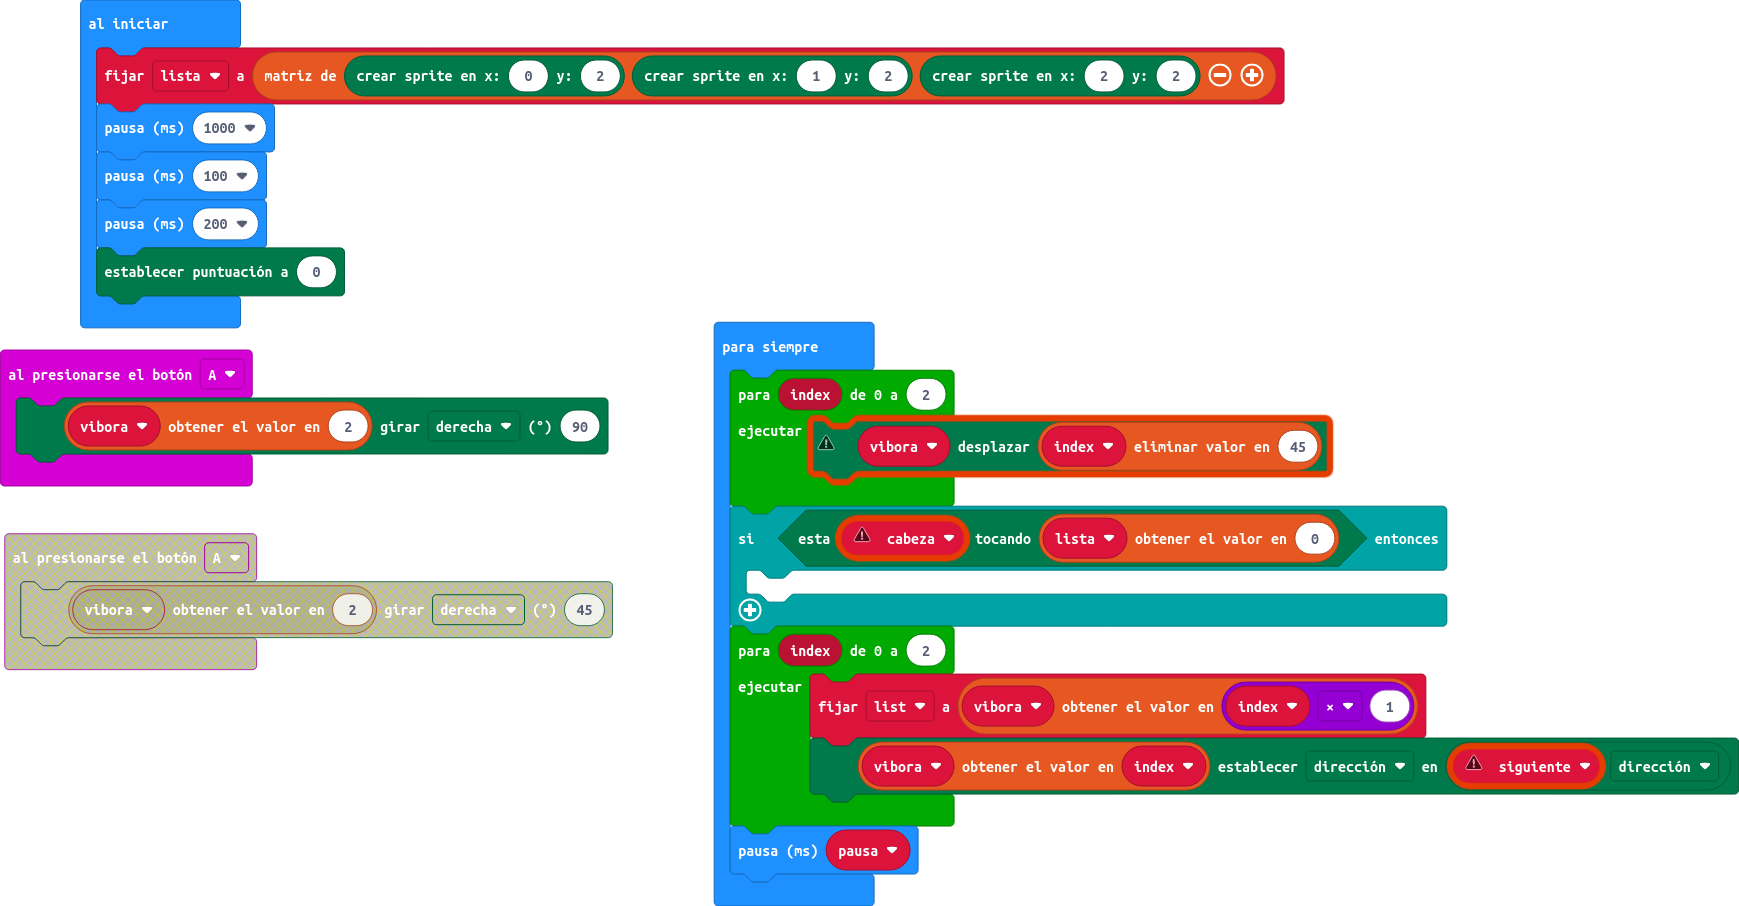 al iniciar
fijar lista a matriz de crear sprite en x: 0 y: 2 crear sprite en x: 1 y: 2 crear sprite en x: 2 y: 2
pausa (ms) 1000
pausa (ms) 100
pausa (ms) 200
establecer puntuación a 0
al presionarse el botón A
vibora obtener el valor en 2 girar derecha (°) 90
al presionarse el botón A
vibora obtener el valor en 2 girar derecha (°) 45
para siempre
para index de 0 a 2
ejecutar
vibora desplazar index eliminar valor en 45
si esta cabeza tocando lista obtener el valor en 0 entonces
para index de 0 a 2
ejecutar
fijar list a vibora obtener el valor en index × 1
vibora obtener el valor en index establecer dirección en siguiente dirección
pausa (ms) pausa